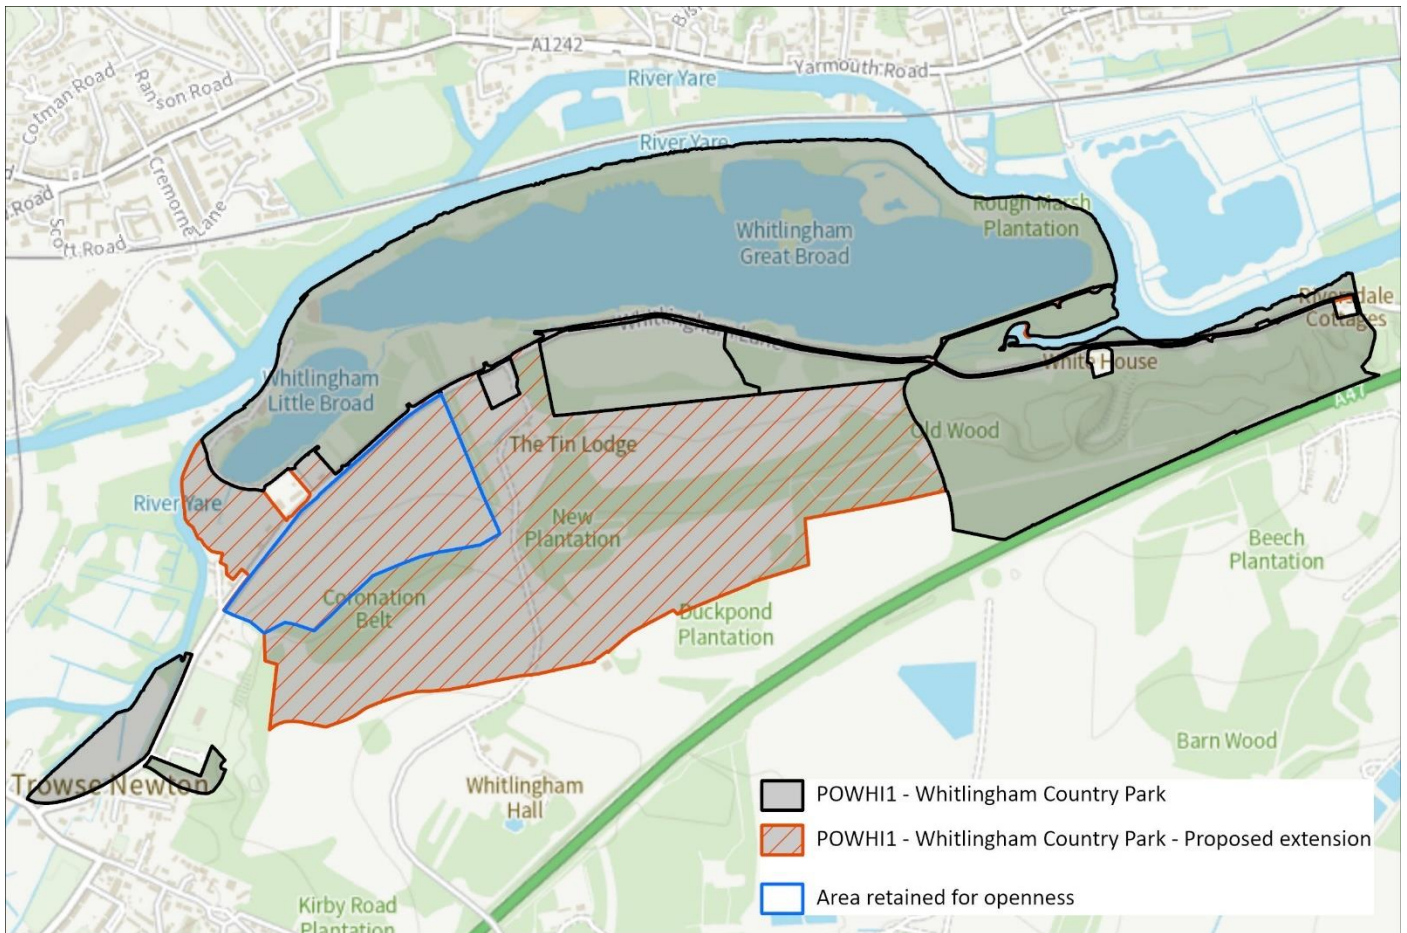 A1242
Yarmouth Road
River Yare
Cotman Road
Ranson Road
River Yare
Cremorne Lane
Road
Scott Road
Rough Marsh
Plantation
Whitlingham
Great Broad
Riversdale
Cottages
Whitlingham Lane
White House
Whitlingham
Little Broad
A47
Old Wood
The Tin Lodge
River Yare
New
Plantation
Beech
Plantation
Coronation
Belt
Duckpond
Plantation
Barn Wood
Trowse Newton
Whitlingham
Hall
POWHI1 - Whitlingham Country Park
POWHI1 - Whitlingham Country Park - Proposed extension
Area retained for openness
Kirby Road
Plantation